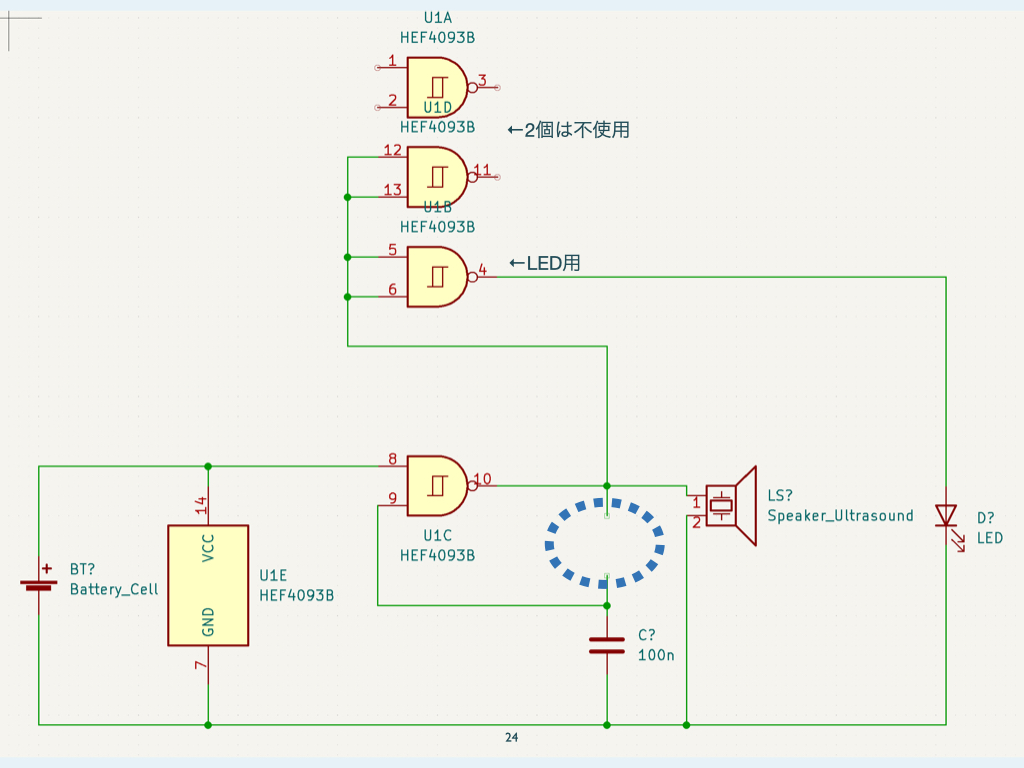 U1A
HEF4093B
1
3
2
U1D
HEF4093B
←2個は不使用
12
11
13
U1B
HEF4093B
5
←LED用
4
6
8
10
9
U1C
HEF4093B
1
2
LS?
Speaker_Ultrasound
D?
LED
14
VCC
+
BT?
Battery_Cell
U1E
HEF4093B
GND
7
C?
100n
24